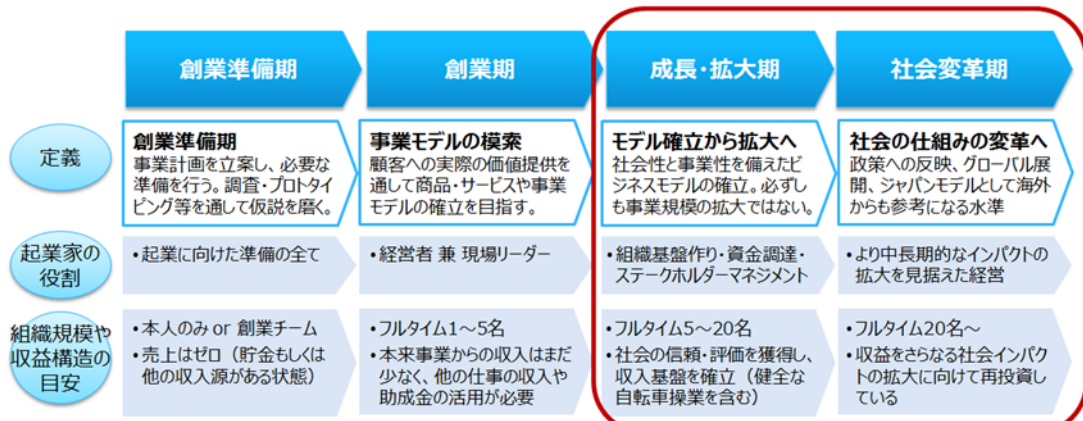 創業準備期
創業期
成長・拡大期
社会変革期
定義
創業準備期
事業計画を立案し、必要な
準備を行う。調査・プロトタイ
ピング等を通して仮説を磨く。
事業モデルの模索
顧客への実際の価値提供を
通して商品・サービスや事業
モデルの確立を目指す。
モデル確立から拡大へ
社会性と事業性を備えたビ
ジネスモデルの確立。必ずし
も事業規模の拡大ではない。
社会の仕組みの変革へ
政策への反映、グローバル展
開、ジャパンモデルとして海外
からも参考になる水準
起業家の
役割
•起業に向けた準備の全て
•経営者 兼 現場リーダー
•組織基盤作り・資金調達・
ステークホルダーマネジメント
•より中長期的なインパクトの
拡大を見据えた経営
組織規模や
収益構造の
目安
•本人のみ or 創業チーム
•売上はゼロ（貯金もしくは
他の収入源がある状態）
•フルタイム1～5名
•本来事業からの収入はまだ
少なく、他の仕事の収入や
助成金の活用が必要
•フルタイム5～20名
•社会の信頼・評価を獲得し、
収入基盤を確立（健全な
自転車操業を含む）
•フルタイム20名～
•収益をさらなる社会インパク
トの拡大に向けて再投資し
ている